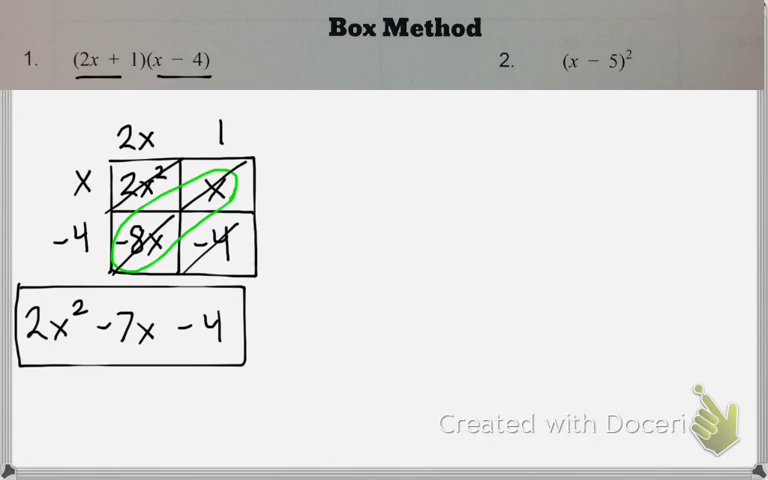 Box Method
1. (2x + 1)(x − 4)
2. (x − 5)²
2x 1
x 2x² x
-4 -8x -4
2x² -7x -4
Created with Doceri